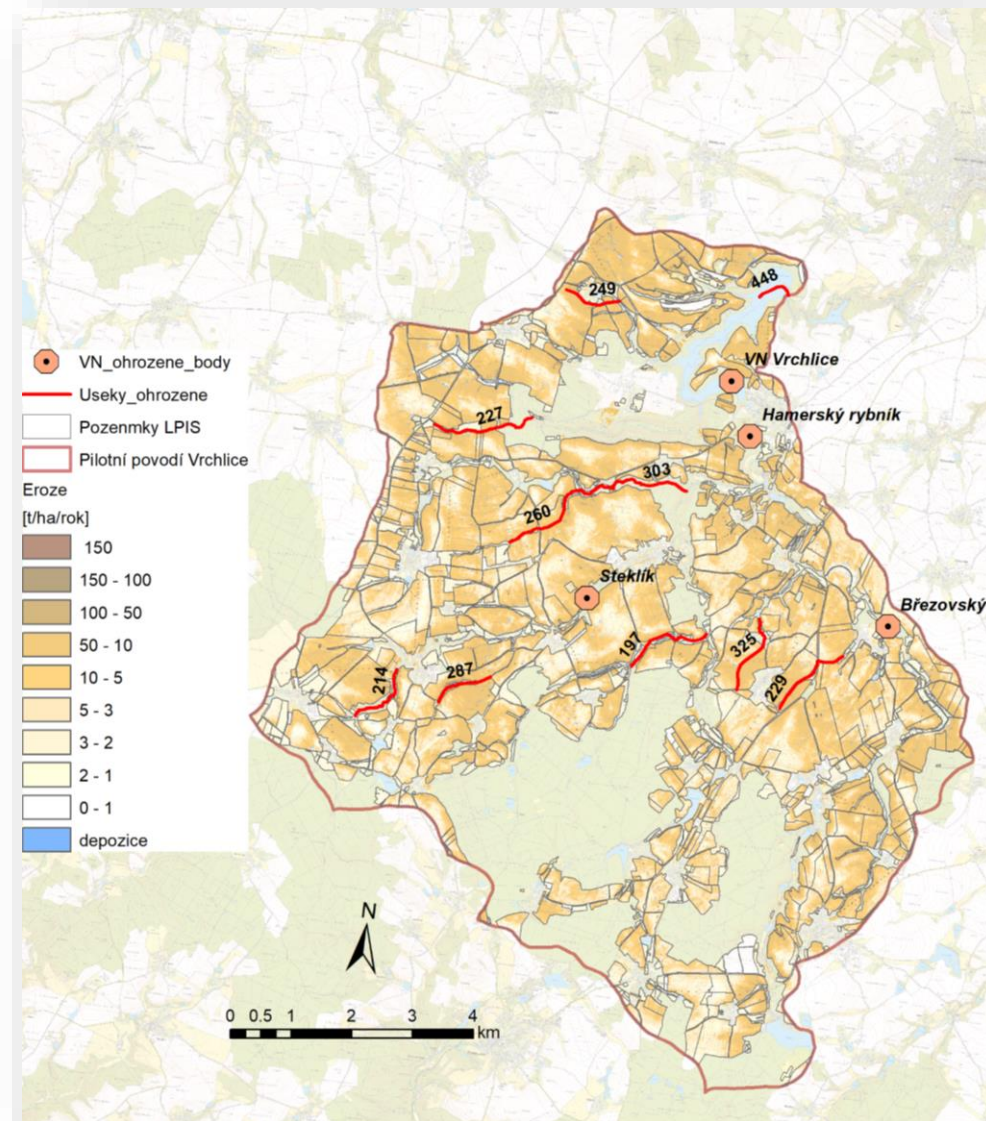 448
249
VN Vrchlice
VN_ohrozene_body
Useky_ohrozene
227
Hamerský rybník
Pozenmky LPIS
Pilotní povodí Vrchlice
303
Eroze
[t/ha/rok]
260
150
150 - 100
Steklík
100 - 50
Březovský
50 - 10
197
325
10 - 5
214
287
229
5 - 3
3 - 2
2 - 1
0 - 1
depozice
N
0 0.5 1 2 3 4
km